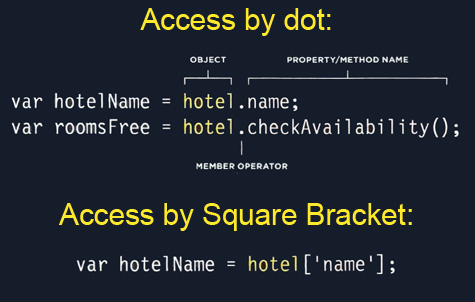 Access by dot:
OBJECT PROPERTY/METHOD NAME
var hotelName = hotel.name;
var roomsFree = hotel.checkAvailability();
MEMBER OPERATOR
Access by Square Bracket:
var hotelName = hotel['name'];